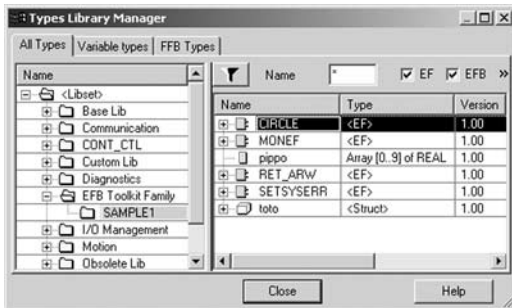 Types Library Manager
All Types Variable types FFB Types
Name
<Libset>
Base Lib
Communication
CONT_CTL
Custom Lib
Diagnostics
EFB Toolkit Family
SAMPLE1
I/O Management
Motion
Obsolete Lib
Name * EF EFB »
Name Type Version
CIRCLE <EF> 1.00
MONEF <EF> 1.00
pippo Array [0..9] of REAL 1.00
RET_ARW <EF> 1.00
SETSYSERR <EF> 1.00
toto <Struct> 1.00
Close Help